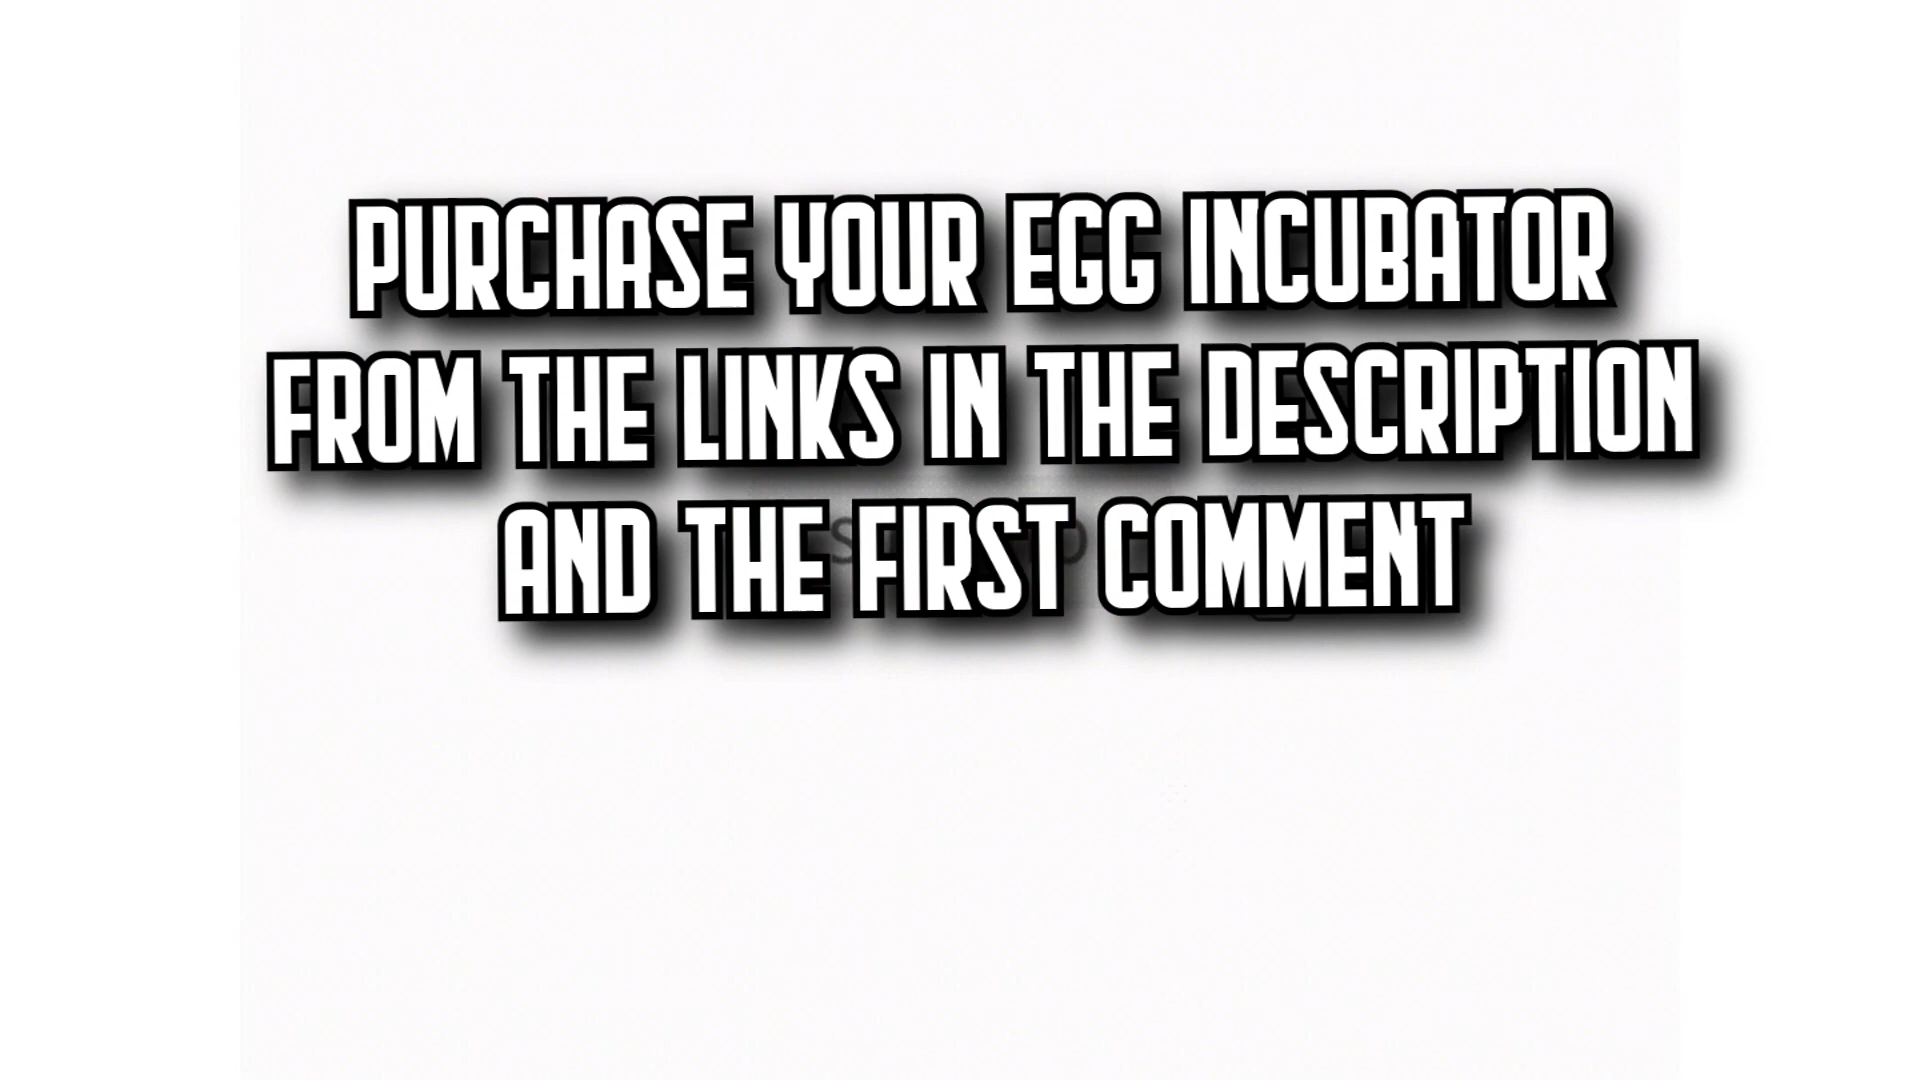 PURCHASE YOUR EGG INCUBATOR
FROM THE LINKS IN THE DESCRIPTION
AND THE FIRST COMMENT